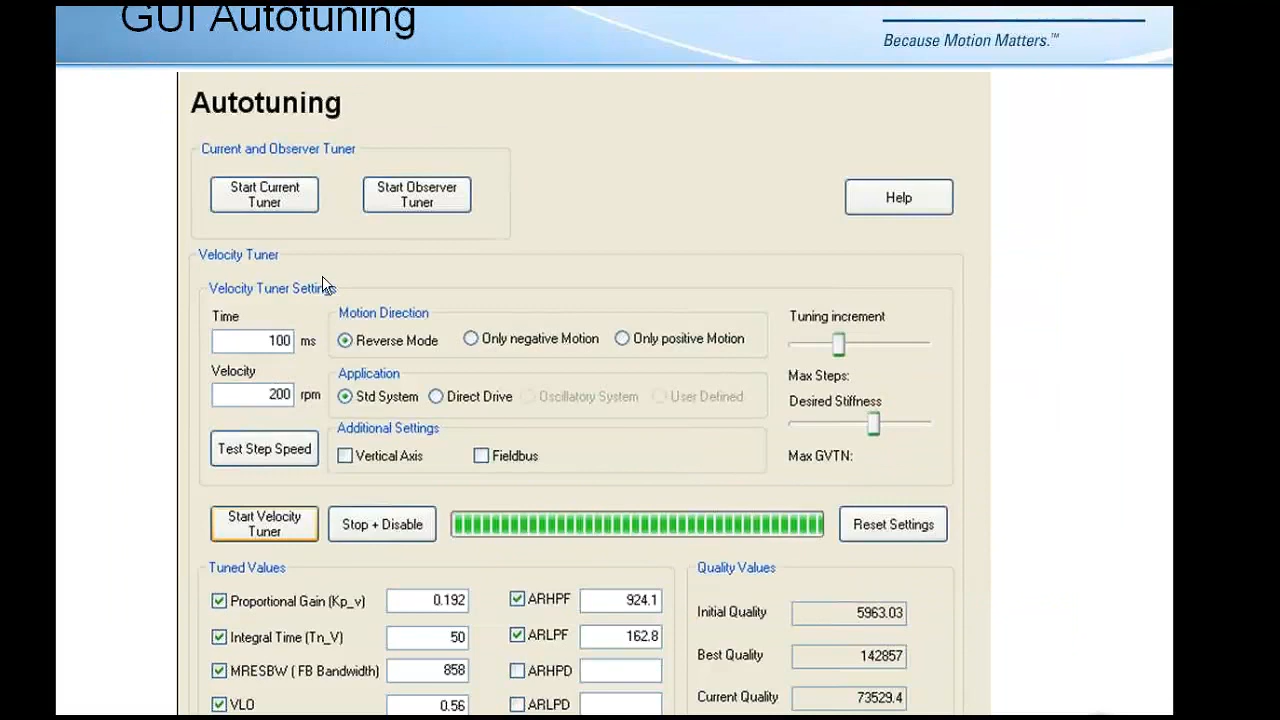 GUI Autotuning
Because Motion Matters.™
Autotuning
Current and Observer Tuner
Start Current
Tuner
Start Observer
Tuner
Help
Velocity Tuner
Velocity Tuner Settings
Time
100 ms
Velocity
200 rpm
Test Step Speed
Motion Direction
Reverse Mode Only negative Motion Only positive Motion
Application
Std System Direct Drive Oscillatory System User Defined
Additional Settings
Vertical Axis Fieldbus
Tuning increment
Max Steps:
Desired Stiffness
Max GVTN:
Start Velocity
Tuner
Stop + Disable
Reset Settings
Tuned Values
Proportional Gain (Kp_v) 0.192 ARHPF 924.1
Integral Time (Tn_V) 50 ARLPF 162.8
MRESBW ( FB Bandwidth) 858 ARHPD
VLO 0.56 ARLPD
Quality Values
Initial Quality 5963.03
Best Quality 142857
Current Quality 73529.4